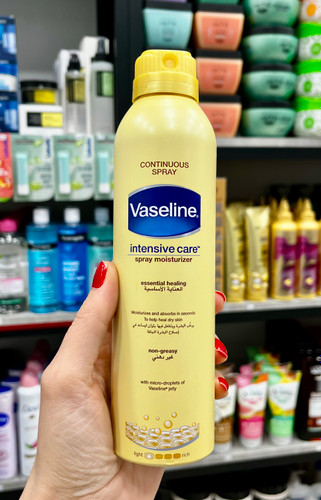 CONTINUOUS
SPRAY
Vaseline
intensive care™
spray moisturizer
essential healing
العناية الأساسية
Moisturizes and absorbs in seconds
To help heal dry skin
non-greasy
غير دهني
with micro-droplets of
Vaseline® jelly
light
rich